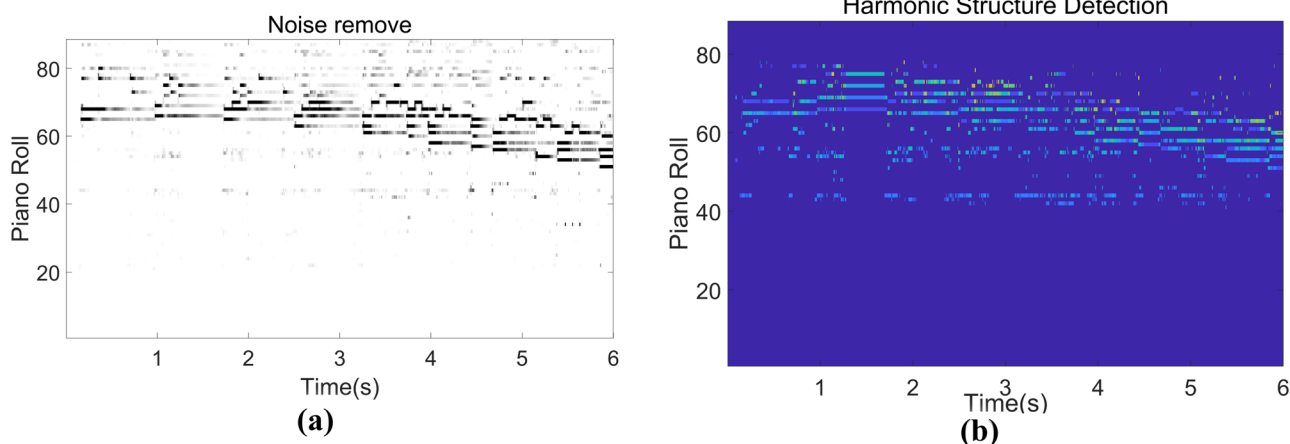 Noise remove
80
60
40
20
Piano Roll
1 2 3 4 5 6
Time(s)
(a)
Harmonic Structure Detection
80
60
40
20
Piano Roll
1 2 3 4 5 6
Time(s)
(b)